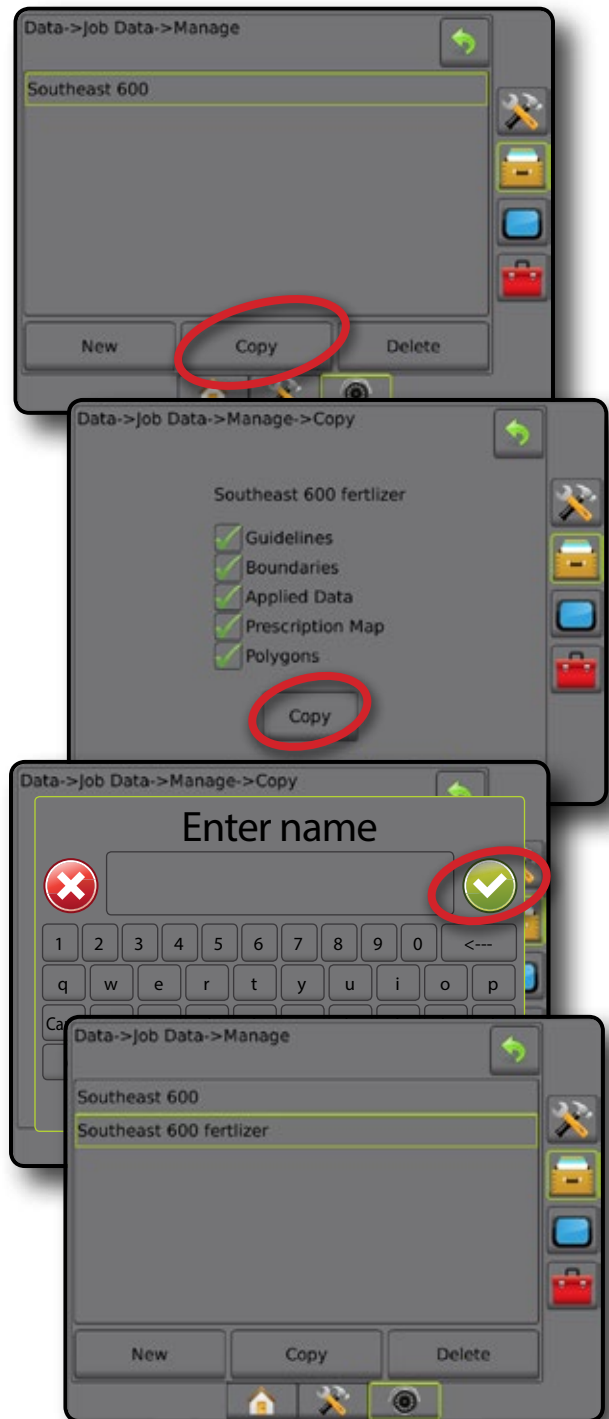 Data->Job Data->Manage
Southeast 600
New Copy Delete
Data->Job Data->Manage->Copy
Southeast 600 fertlizer
Guidelines
Boundaries
Applied Data
Prescription Map
Polygons
Copy
Data->Job Data->Manage->Copy
Enter name
1 2 3 4 5 6 7 8 9 0 <---
q w e r t y u i o p
Data->Job Data->Manage
Southeast 600
Southeast 600 fertlizer
New Copy Delete